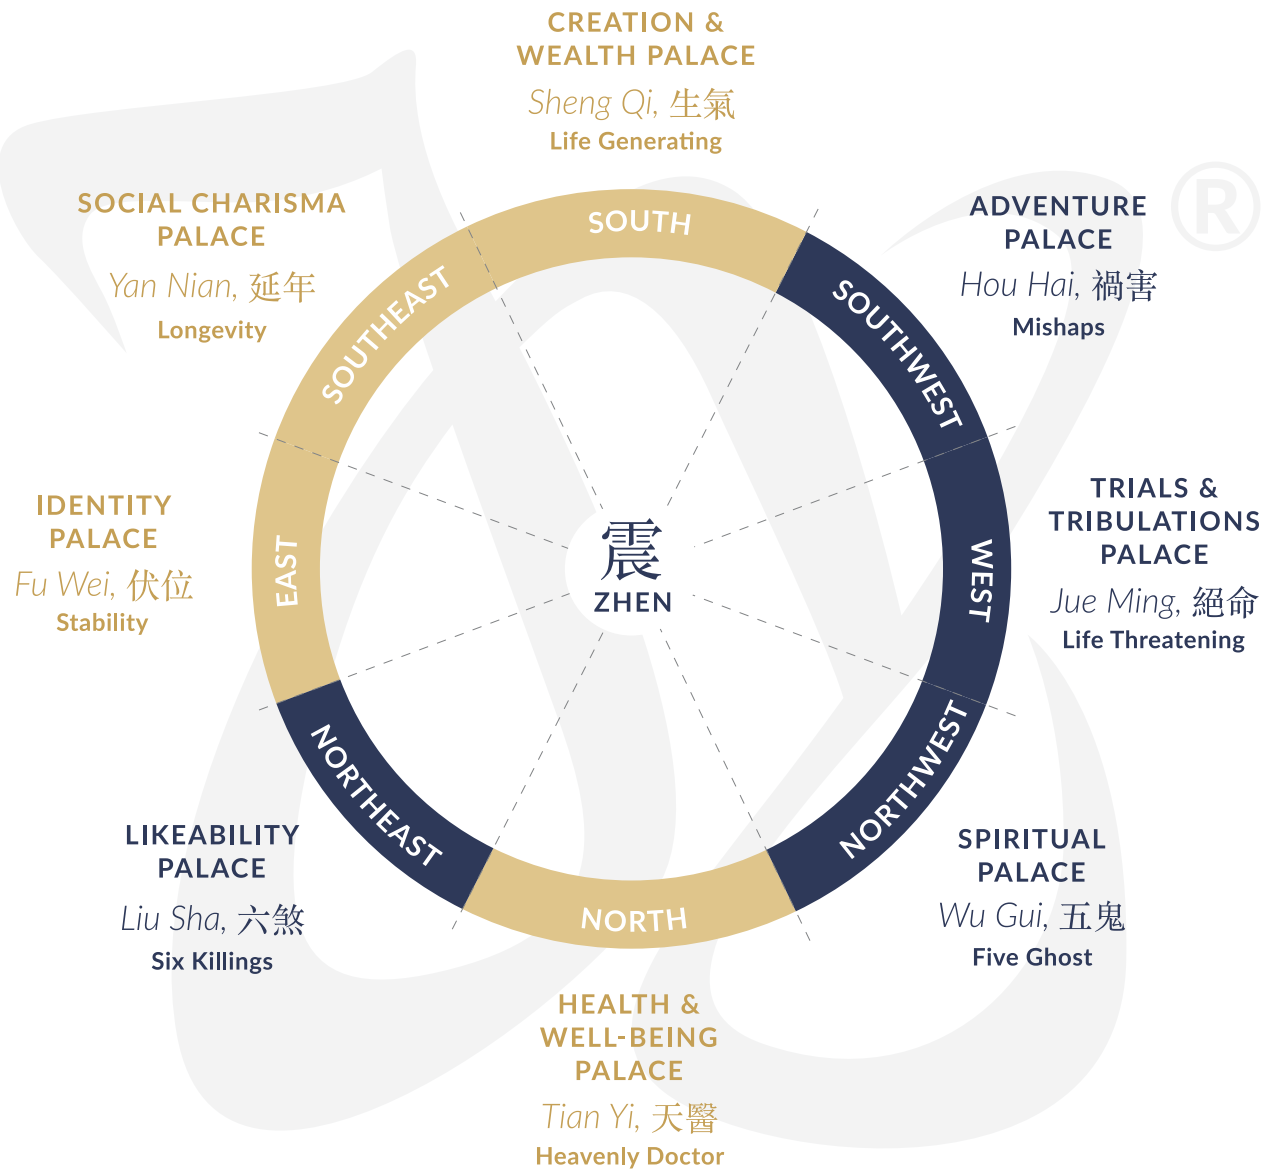 CREATION &
WEALTH PALACE
Sheng Qi, 生氣
Life Generating
SOCIAL CHARISMA
PALACE
Yan Nian, 延年
Longevity
SOUTH
ADVENTURE
PALACE
Hou Hai, 禍害
Mishaps
SOUTHEAST
SOUTHWEST
IDENTITY
PALACE
Fu Wei, 伏位
Stability
EAST
震
ZHEN
WEST
TRIALS &
TRIBULATIONS
PALACE
Jue Ming, 絕命
Life Threatening
NORTHEAST
NORTHWEST
LIKEABILITY
PALACE
Liu Sha, 六煞
Six Killings
NORTH
SPIRITUAL
PALACE
Wu Gui, 五鬼
Five Ghost
HEALTH &
WELL-BEING
PALACE
Tian Yi, 天醫
Heavenly Doctor
®